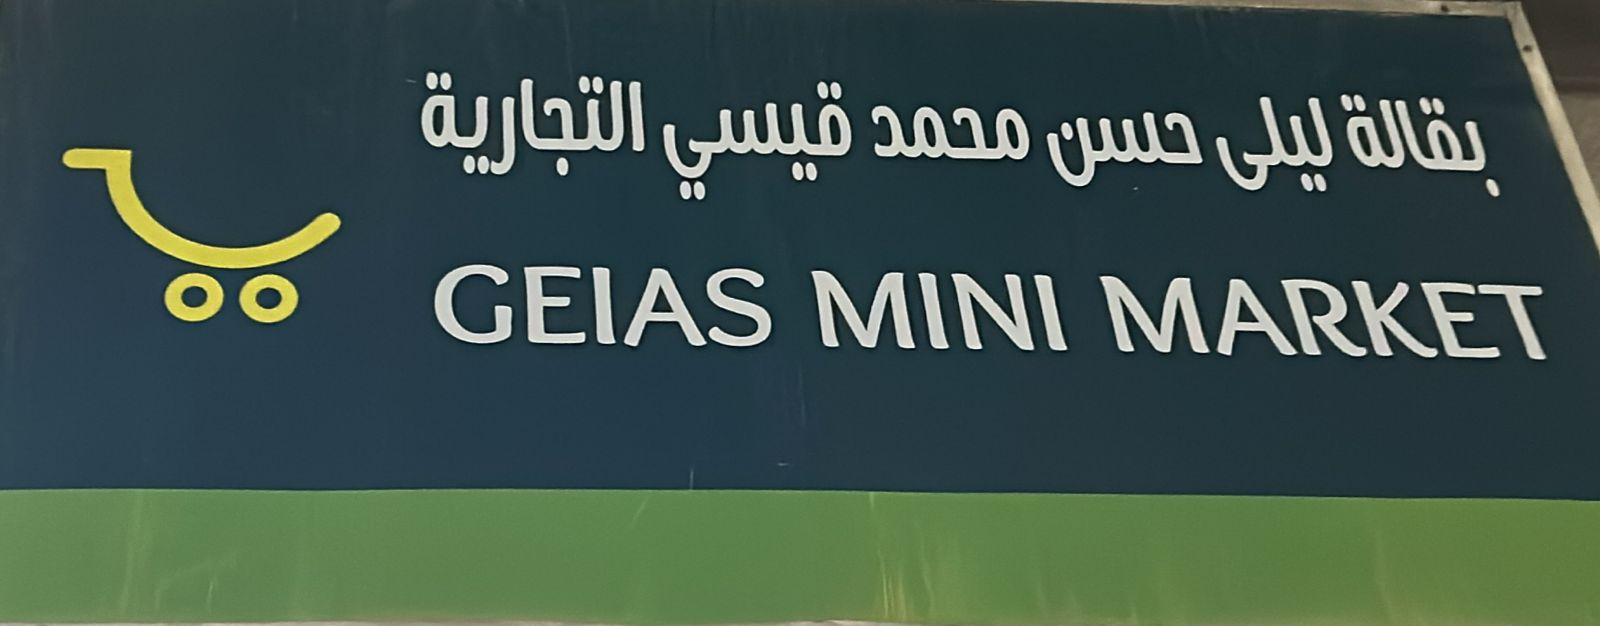 بقالة ليلى حسن محمد قيسي التجارية
GEIAS MINI MARKET